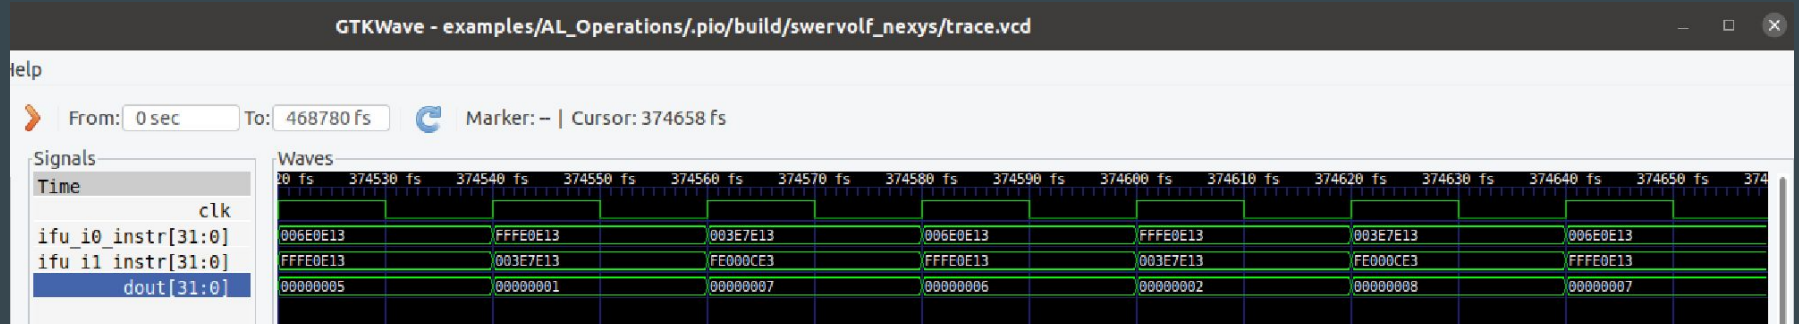 GTKWave - examples/AL_Operations/.pio/build/swervolf_nexys/trace.vcd
Help
From: 0 sec To: 468780 fs Marker: -- | Cursor: 374658 fs
Signals Waves
Time 20 fs 374530 fs 374540 fs 374550 fs 374560 fs 374570 fs 374580 fs 374590 fs 374600 fs 374610 fs 374620 fs 374630 fs 374640 fs 374650 fs 374
clk
ifu_i0_instr[31:0] 006E0E13 FFFE0E13 003E7E13 006E0E13 FFFE0E13 003E7E13 006E0E13
ifu_i1_instr[31:0] FFFE0E13 003E7E13 FE000CE3 FFFE0E13 003E7E13 FE000CE3 FFFE0E13
dout[31:0] 00000005 00000001 00000007 00000006 00000002 00000008 00000007